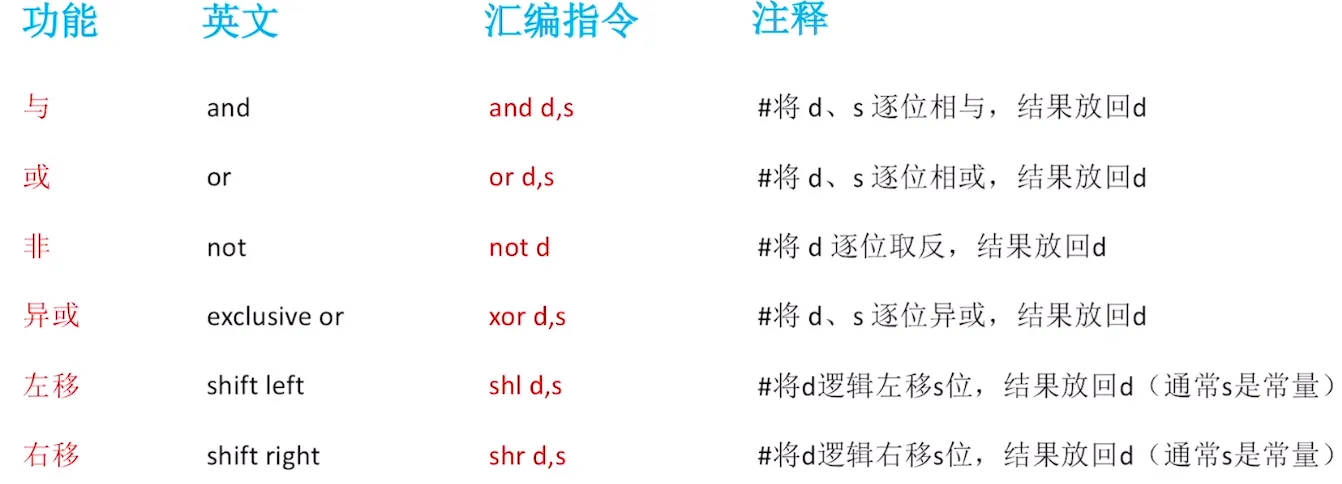 功能 英文 汇编指令 注释
与 and and d,s #将 d、s 逐位相与，结果放回d
或 or or d,s #将 d、s 逐位相或，结果放回d
非 not not d #将 d 逐位取反，结果放回d
异或 exclusive or xor d,s #将 d、s 逐位异或，结果放回d
左移 shift left shl d,s #将d逻辑左移s位，结果放回d（通常s是常量）
右移 shift right shr d,s #将d逻辑右移s位，结果放回d（通常s是常量）